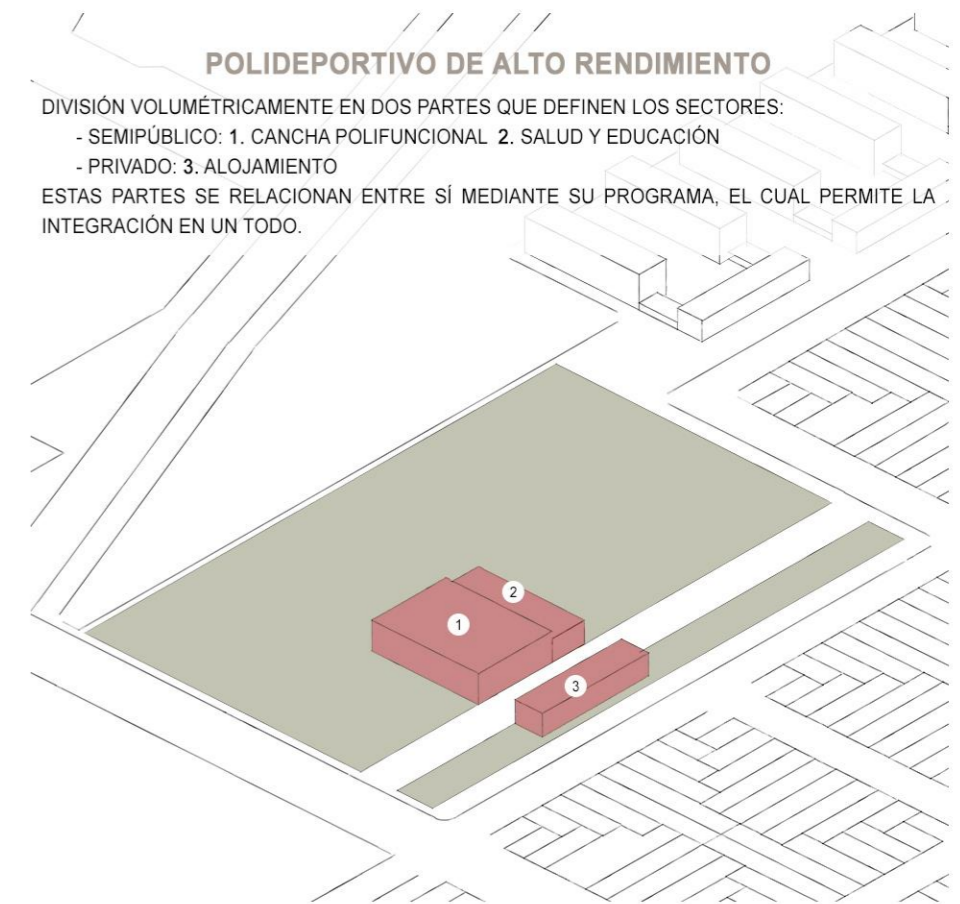 POLIDEPORTIVO DE ALTO RENDIMIENTO
DIVISIÓN VOLUMÉTRICAMENTE EN DOS PARTES QUE DEFINEN LOS SECTORES:
- SEMIPÚBLICO: 1. CANCHA POLIFUNCIONAL 2. SALUD Y EDUCACIÓN
- PRIVADO: 3. ALOJAMIENTO
ESTAS PARTES SE RELACIONAN ENTRE SÍ MEDIANTE SU PROGRAMA, EL CUAL PERMITE LA
INTEGRACIÓN EN UN TODO.
2
1
3